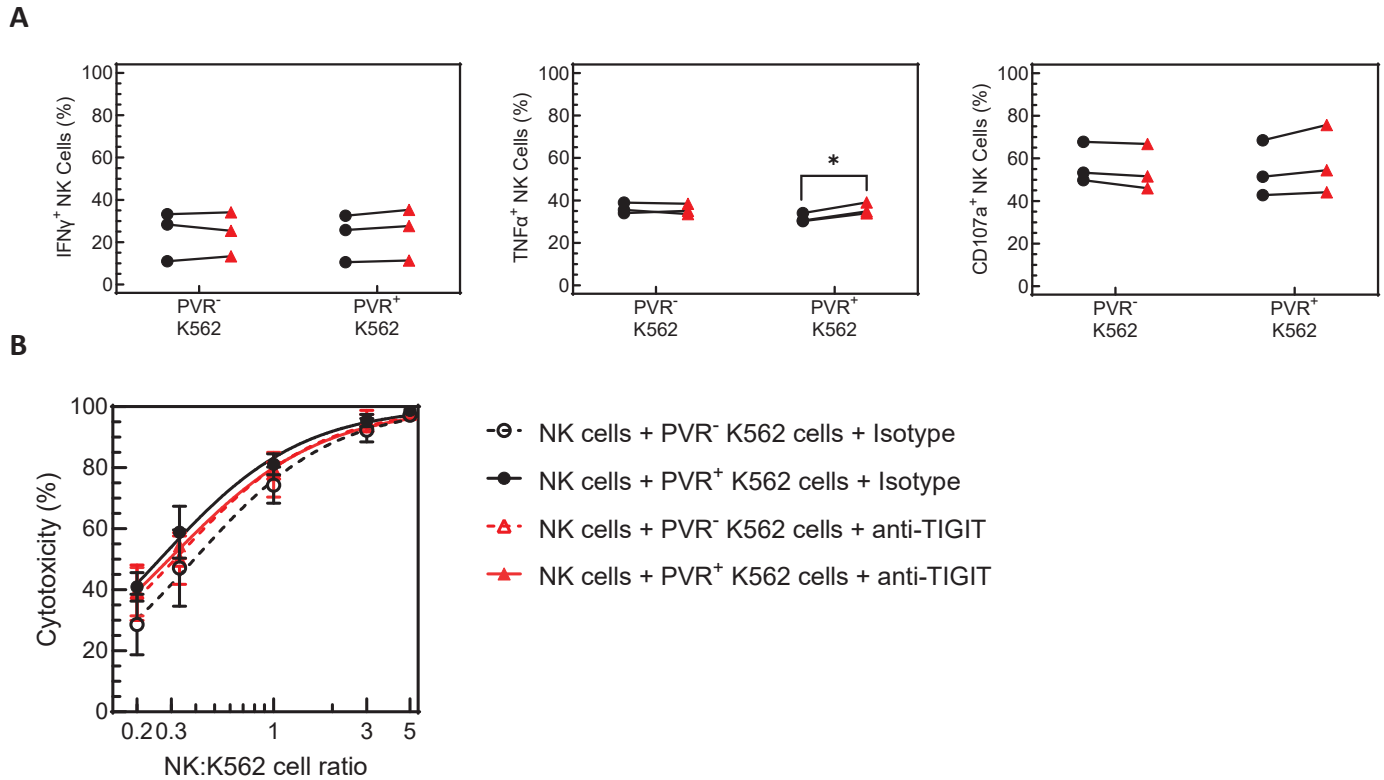 A
IFNγ⁺ NK Cells (%)
100
80
60
40
20
0
PVR⁻
K562
PVR⁺
K562
TNFα⁺ NK Cells (%)
100
80
60
40
20
0
*
PVR⁻
K562
PVR⁺
K562
CD107a⁺ NK Cells (%)
100
80
60
40
20
0
PVR⁻
K562
PVR⁺
K562
B
Cytotoxicity (%)
100
80
60
40
20
0
0.2 0.3 1 3 5
NK:K562 cell ratio
NK cells + PVR⁻ K562 cells + Isotype
NK cells + PVR⁺ K562 cells + Isotype
NK cells + PVR⁻ K562 cells + anti-TIGIT
NK cells + PVR⁺ K562 cells + anti-TIGIT